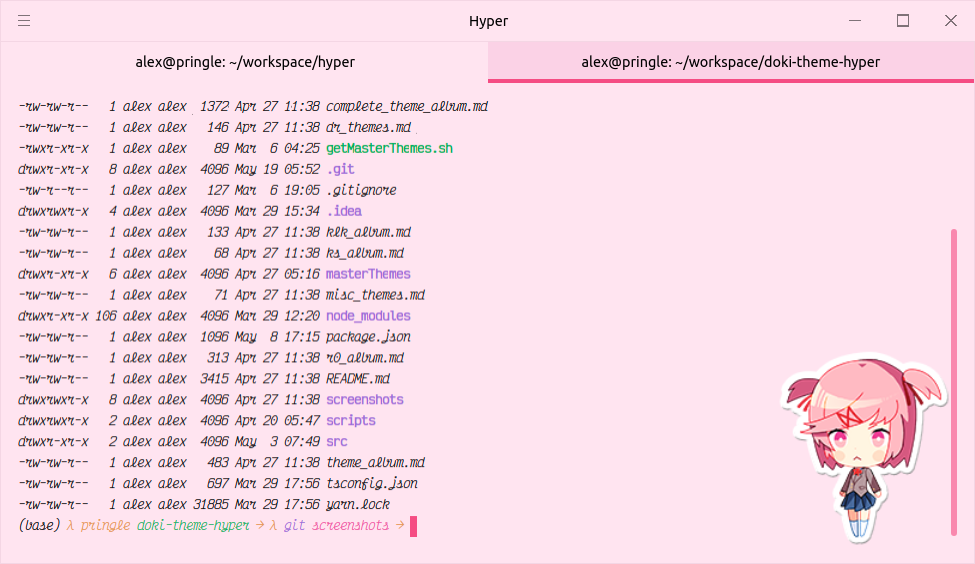 Hyper
alex@pringle: ~/workspace/hyper
alex@pringle: ~/workspace/doki-theme-hyper
-rw-rw-r-- 1 alex alex 1372 Apr 27 11:38 complete_theme_album.md
-rw-rw-r-- 1 alex alex 146 Apr 27 11:38 dr_themes.md
-rwxr-xr-x 1 alex alex 89 Mar 6 04:25 getMasterThemes.sh
drwxr-xr-x 8 alex alex 4096 May 19 05:52 .git
-rw-r--r-- 1 alex alex 127 Mar 6 19:05 .gitignore
drwxrwxr-x 4 alex alex 4096 Mar 29 15:34 .idea
-rw-rw-r-- 1 alex alex 133 Apr 27 11:38 klk_album.md
-rw-rw-r-- 1 alex alex 68 Apr 27 11:38 ks_album.md
drwxr-xr-x 6 alex alex 4096 Apr 27 05:16 masterThemes
-rw-rw-r-- 1 alex alex 71 Apr 27 11:38 misc_themes.md
drwxr-xr-x 106 alex alex 4096 Mar 29 12:20 node_modules
-rw-rw-r-- 1 alex alex 1096 May 8 17:15 package.json
-rw-rw-r-- 1 alex alex 313 Apr 27 11:38 r0_album.md
-rw-rw-r-- 1 alex alex 3415 Apr 27 11:38 README.md
drwxrwxr-x 8 alex alex 4096 Apr 27 11:38 screenshots
drwxrwxr-x 2 alex alex 4096 Apr 20 05:47 scripts
drwxr-xr-x 2 alex alex 4096 May 3 07:49 src
-rw-rw-r-- 1 alex alex 483 Apr 27 11:38 theme_album.md
-rw-rw-r-- 1 alex alex 697 Mar 29 17:56 tsconfig.json
-rw-rw-r-- 1 alex alex 31885 Mar 29 17:56 yarn.lock
(base) λ pringle doki-theme-hyper → λ git screenshots →